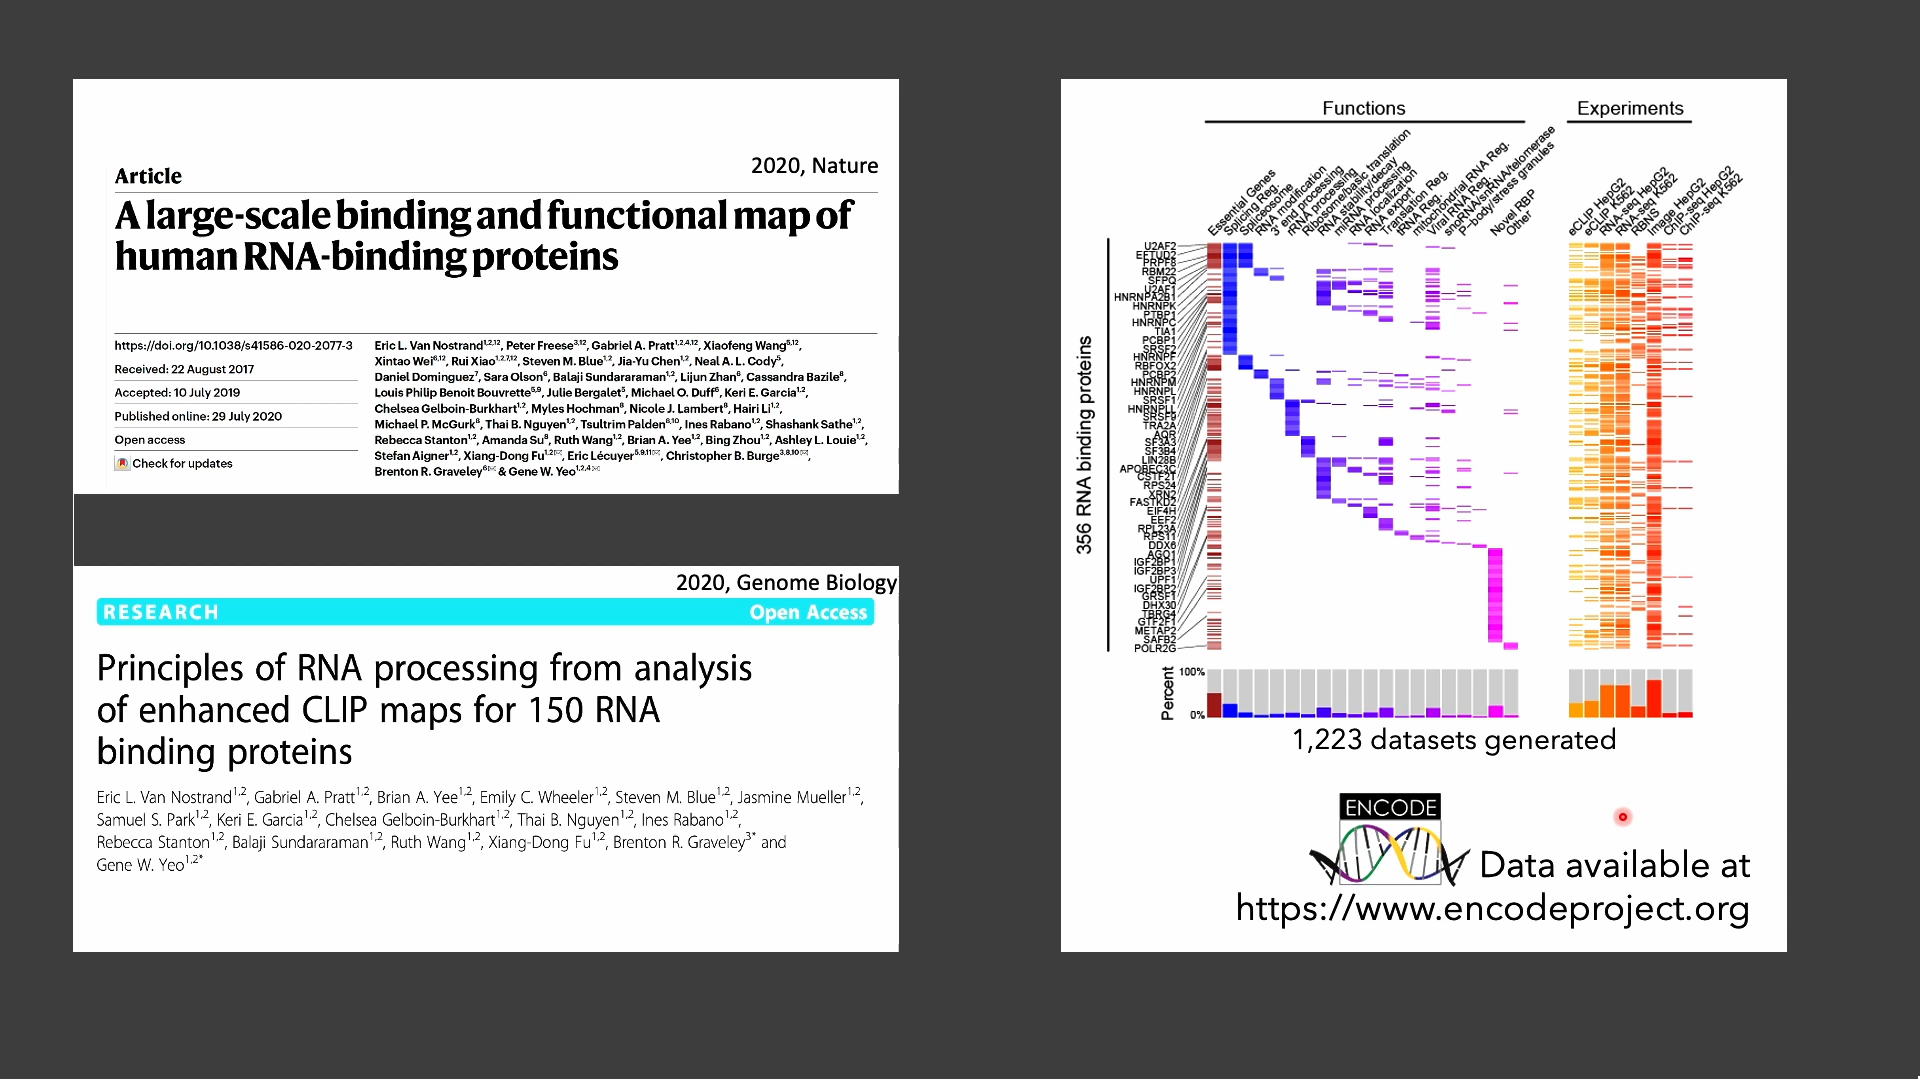 2020, Nature
Article
A large-scale binding and functional map of
human RNA-binding proteins
https://doi.org/10.1038/s41586-020-2077-3
Received: 22 August 2017
Accepted: 10 July 2019
Published online: 29 July 2020
Open access
Check for updates
Eric L. Van Nostrand1,2,12, Peter Freese3,12, Gabriel A. Pratt1,2,4,12, Xiaofeng Wang5,12,
Xintao Wei6,12, Rui Xiao1,2,7,12, Steven M. Blue1,2, Jia-Yu Chen1,2, Neal A. L. Cody5,
Daniel Dominguez7, Sara Olson6, Balaji Sundararaman1,2, Lijun Zhan6, Cassandra Bazile8,
Louis Philip Benoit Bouvrette5,9, Julie Bergalet5, Michael O. Duff6, Keri E. Garcia1,2,
Chelsea Gelboin-Burkhart1,2, Myles Hochman8, Nicole J. Lambert8, Hairi Li1,2,
Michael P. McGurk8, Thai B. Nguyen1,2, Tsultrim Palden8,10, Ines Rabano1,2, Shashank Sathe1,2,
Rebecca Stanton1,2, Amanda Su8, Ruth Wang1,2, Brian A. Yee1,2, Bing Zhou1,2, Ashley L. Louie1,2,
Stefan Aigner1,2, Xiang-Dong Fu1,2✉, Eric Lécuyer5,9,11✉, Christopher B. Burge3,8,10✉,
Brenton R. Graveley6✉ & Gene W. Yeo1,2,4✉
2020, Genome Biology
RESEARCH
Open Access
Principles of RNA processing from analysis
of enhanced CLIP maps for 150 RNA
binding proteins
Eric L. Van Nostrand1,2, Gabriel A. Pratt1,2, Brian A. Yee1,2, Emily C. Wheeler1,2, Steven M. Blue1,2, Jasmine Mueller1,2,
Samuel S. Park1,2, Keri E. Garcia1,2, Chelsea Gelboin-Burkhart1,2, Thai B. Nguyen1,2, Ines Rabano1,2,
Rebecca Stanton1,2, Balaji Sundararaman1,2, Ruth Wang1,2, Xiang-Dong Fu1,2, Brenton R. Graveley3* and
Gene W. Yeo1,2*
Functions
Experiments
Essential Genes
Splicing Reg.
Spliceosome
RNA modification
3' end processing
rRNA processing
Ribosome/basic translation
RNA stability/decay
miRNA processing
RNA localization
RNA export
Translation Reg.
tRNA Reg.
mitochondrial RNA Reg.
Viral RNA Reg.
snoRNA/snRNA/telomerase
P-body/stress granules
Novel RBP
Other
eCLIP HepG2
eCLIP K562
RNA-seq HepG2
RNA-seq K562
RBNS
Image HepG2
ChIP-seq HepG2
ChIP-seq K562
356 RNA binding proteins
U2AF2
EFTUD2
PRPF8
RBM22
SFPQ
U2AF1
HNRNPA2B1
HNRNPK
PTBP1
HNRNPC
TIA1
PCBP1
SRSF2
HNRNPF
RBFOX2
PCBP2
HNRNPM
HNRNPL
SRSF1
HNRNPLL
SRSF9
TRA2A
AQR
SF3A3
SF3B4
LIN28B
APOBEC3C
CSTF2T
RPS24
XRN2
FASTKD2
EIF4H
EEF2
RPL23A
RPS11
DDX6
AGO1
IGF2BP1
IGF2BP3
UPF1
IGF2BP2
GRSF1
DHX30
TBRG4
GTF2F1
METAP2
SAFB2
POLR2G
Percent
100%
0%
1,223 datasets generated
ENCODE
Data available at
https://www.encodeproject.org